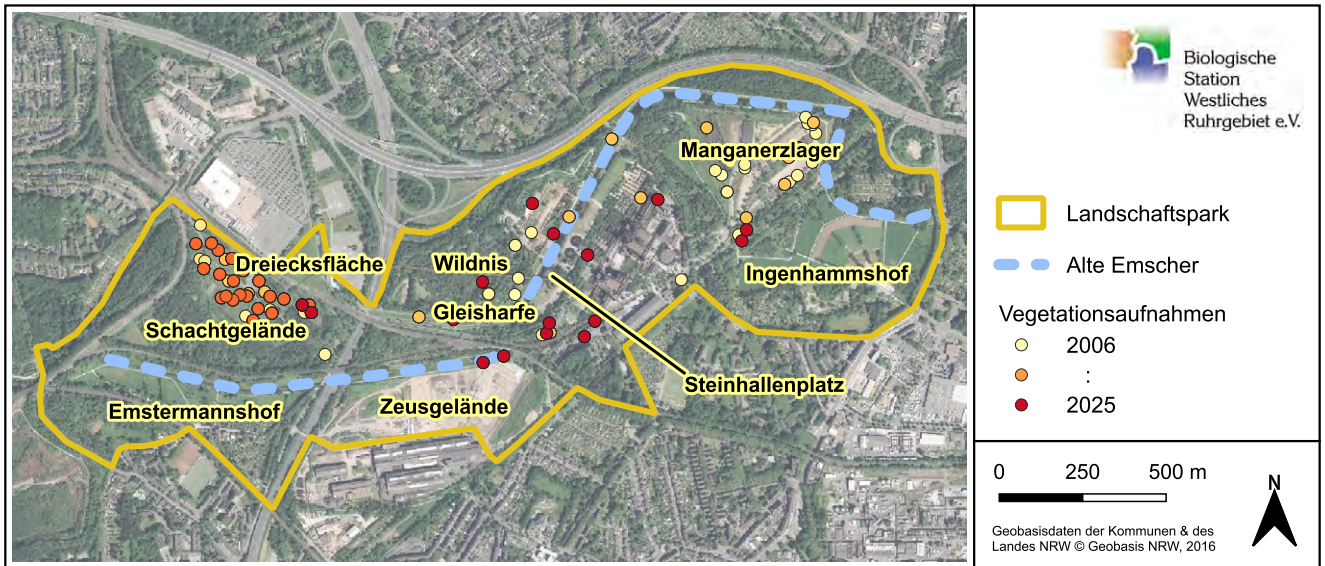 Manganerzlager
Dreiecksfläche
Wildnis
Ingenhammshof
Gleisharfe
Schachtgelände
Steinhallenplatz
Emstermannshof
Zeusgelände
Biologische
Station
Westliches
Ruhrgebiet e.V.
Landschaftspark
Alte Emscher
Vegetationsaufnahmen
2006
:
2025
0 250 500 m
N
Geobasisdaten der Kommunen & des
Landes NRW © Geobasis NRW, 2016